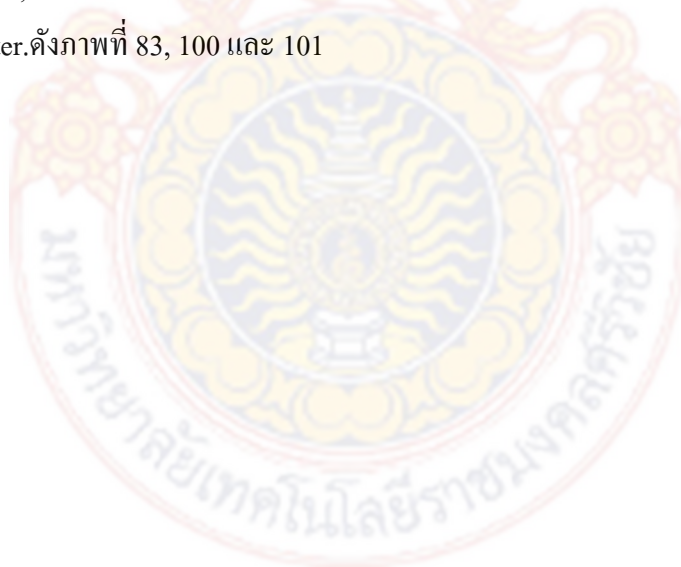 er.ดังภาพที่ 83, 100 และ 101
มหาวิทยาลัยเทคโนโลยีราชมงคลศรีวิชัย